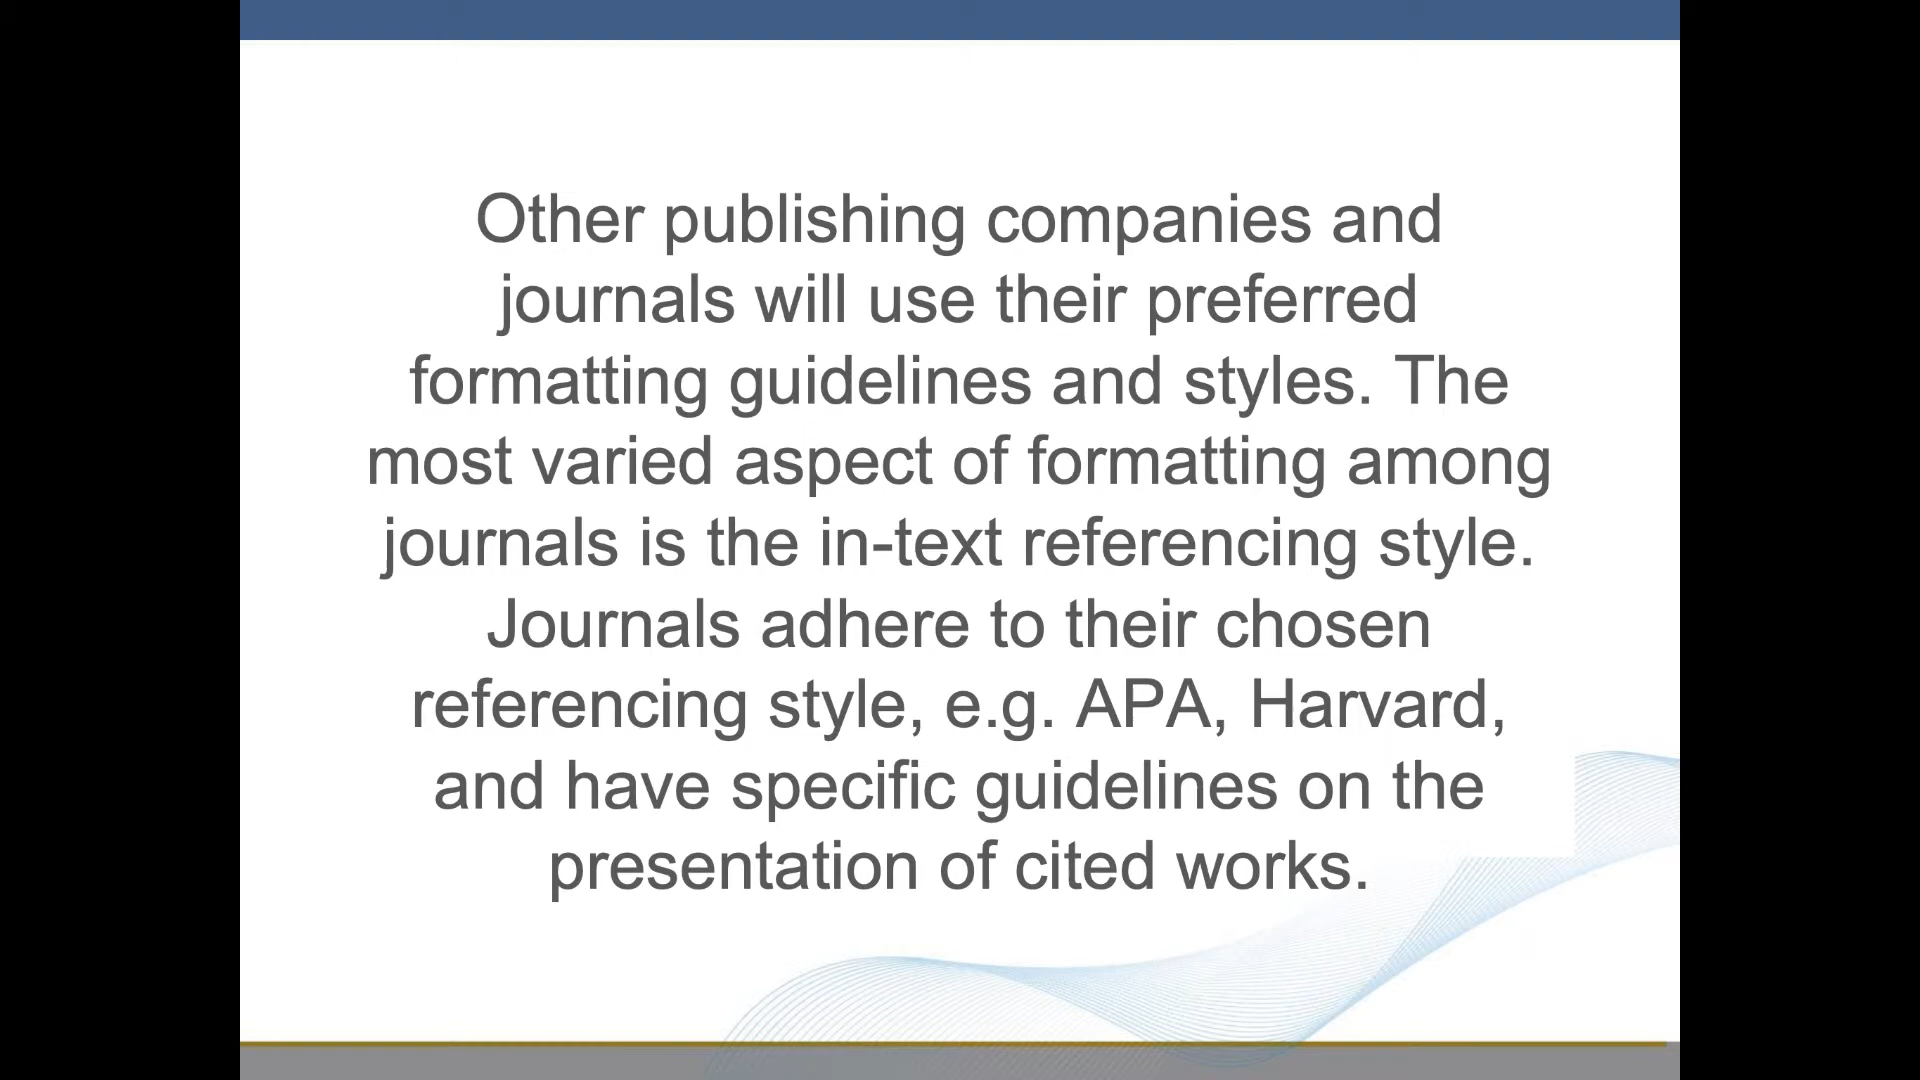 Other publishing companies and
journals will use their preferred
formatting guidelines and styles. The
most varied aspect of formatting among
journals is the in-text referencing style.
Journals adhere to their chosen
referencing style, e.g. APA, Harvard,
and have specific guidelines on the
presentation of cited works.